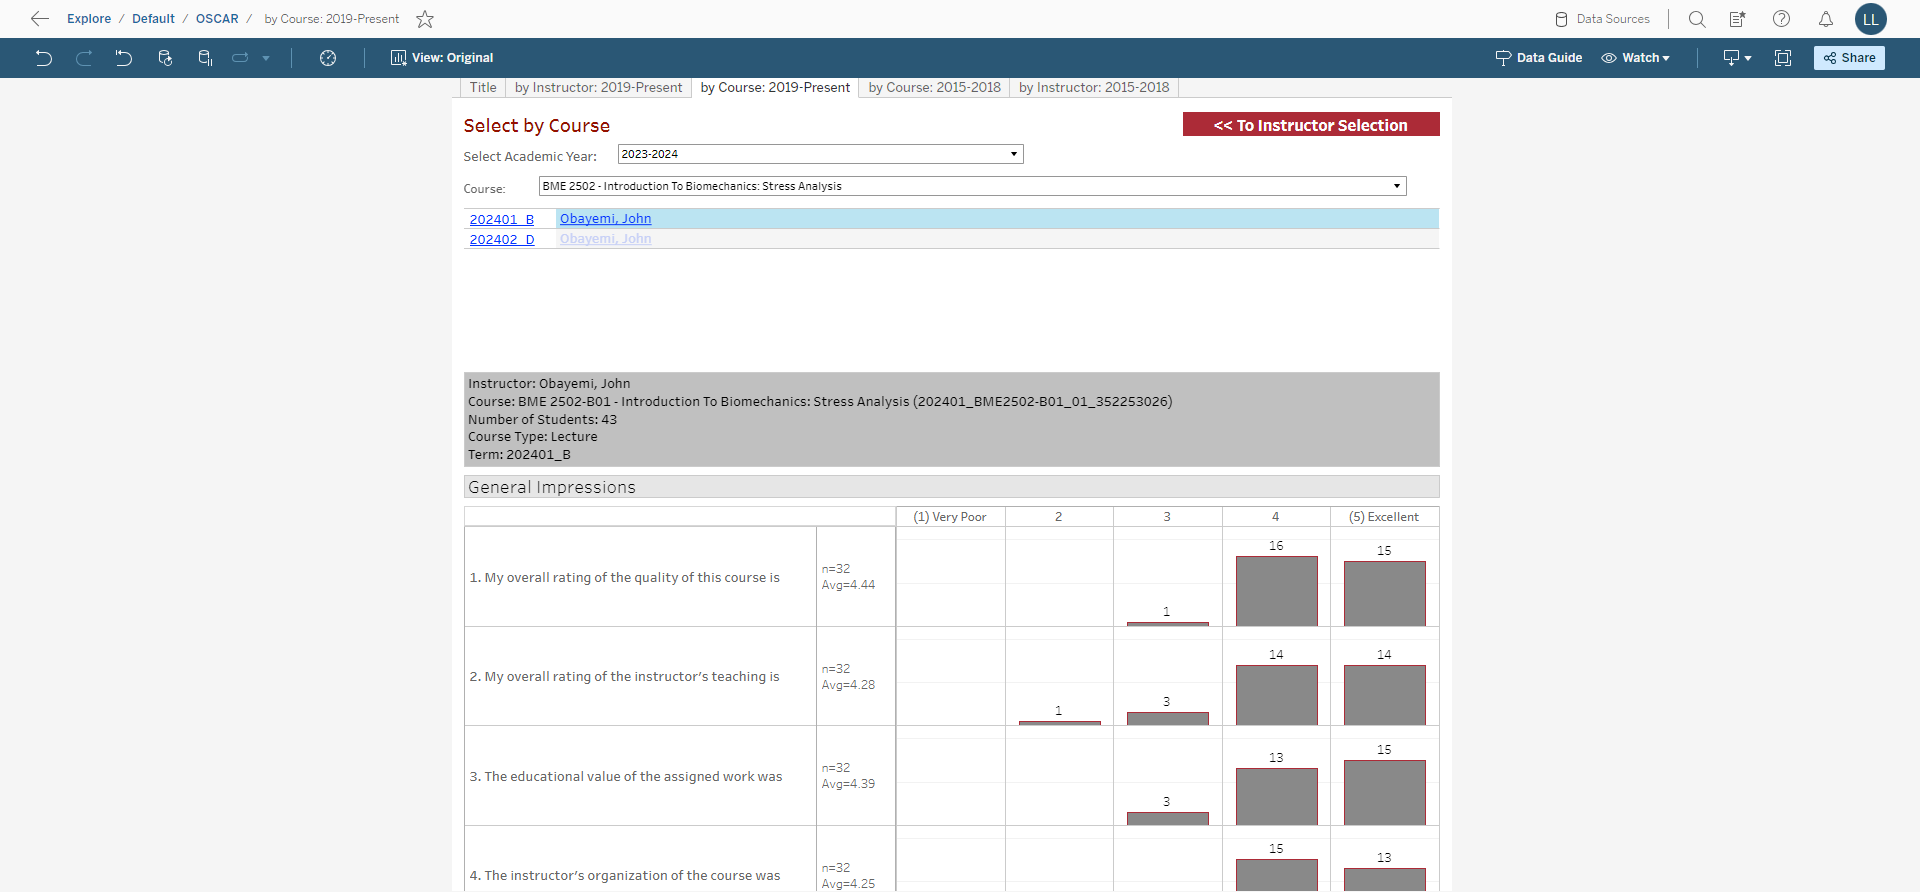 Explore / Default / OSCAR / by Course: 2019-Present
Data Sources
LL
View: Original
Data Guide
Watch
Share
Title
by Instructor: 2019-Present
by Course: 2019-Present
by Course: 2015-2018
by Instructor: 2015-2018
Select by Course
<< To Instructor Selection
Select Academic Year:
2023-2024
Course:
BME 2502 - Introduction To Biomechanics: Stress Analysis
202401_B Obayemi, John
202402_D Obayemi, John
Instructor: Obayemi, John
Course: BME 2502-B01 - Introduction To Biomechanics: Stress Analysis (202401_BME2502-B01_01_352253026)
Number of Students: 43
Course Type: Lecture
Term: 202401_B
General Impressions
(1) Very Poor 2 3 4 (5) Excellent
1. My overall rating of the quality of this course is
n=32
Avg=4.44
1 16 15
2. My overall rating of the instructor's teaching is
n=32
Avg=4.28
1 3 14 14
3. The educational value of the assigned work was
n=32
Avg=4.39
3 13 15
4. The instructor's organization of the course was
n=32
Avg=4.25
15 13